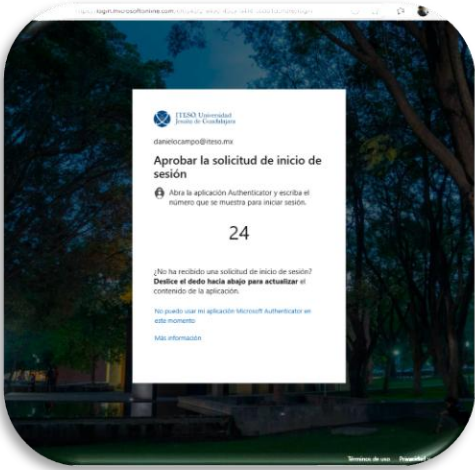 ITESO, Universidad
Jesuita de Guadalajara
danielocampo@iteso.mx
Aprobar la solicitud de inicio de
sesión
Abra la aplicación Authenticator y escriba el
número que se muestra para iniciar sesión.
24
¿No ha recibido una solicitud de inicio de sesión?
Deslice el dedo hacia abajo para actualizar el
contenido de la aplicación.
No puedo usar mi aplicación Microsoft Authenticator en
este momento
Más información
Términos de uso Privacidad